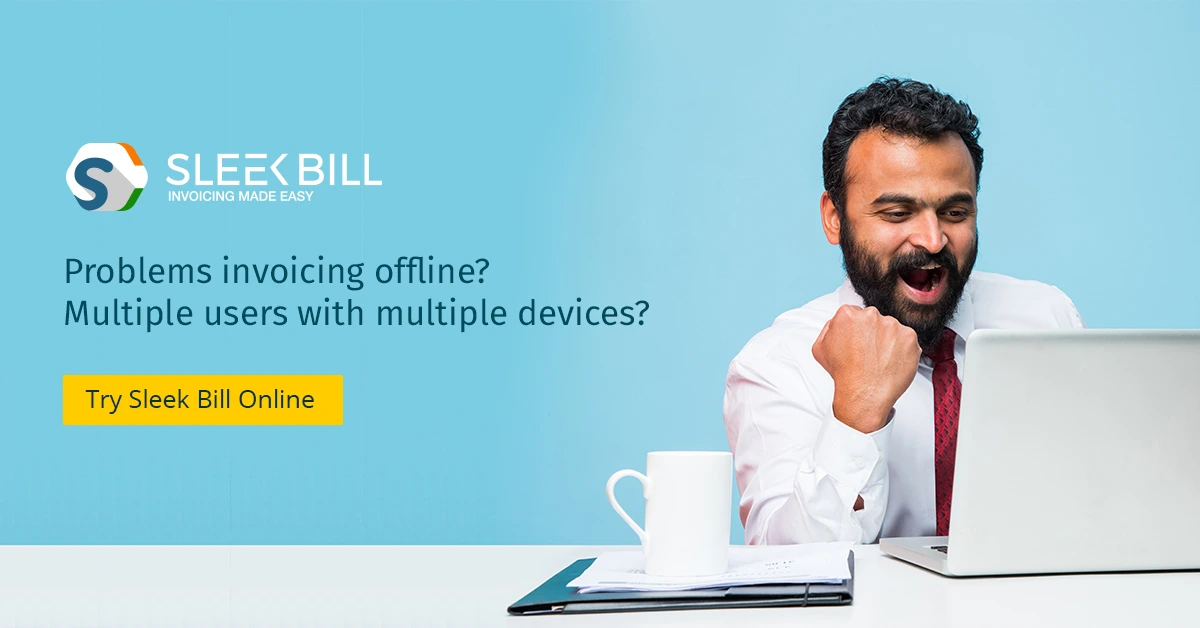 SLEEK BILL
INVOICING MADE EASY
Problems invoicing offline?
Multiple users with multiple devices?
Try Sleek Bill Online